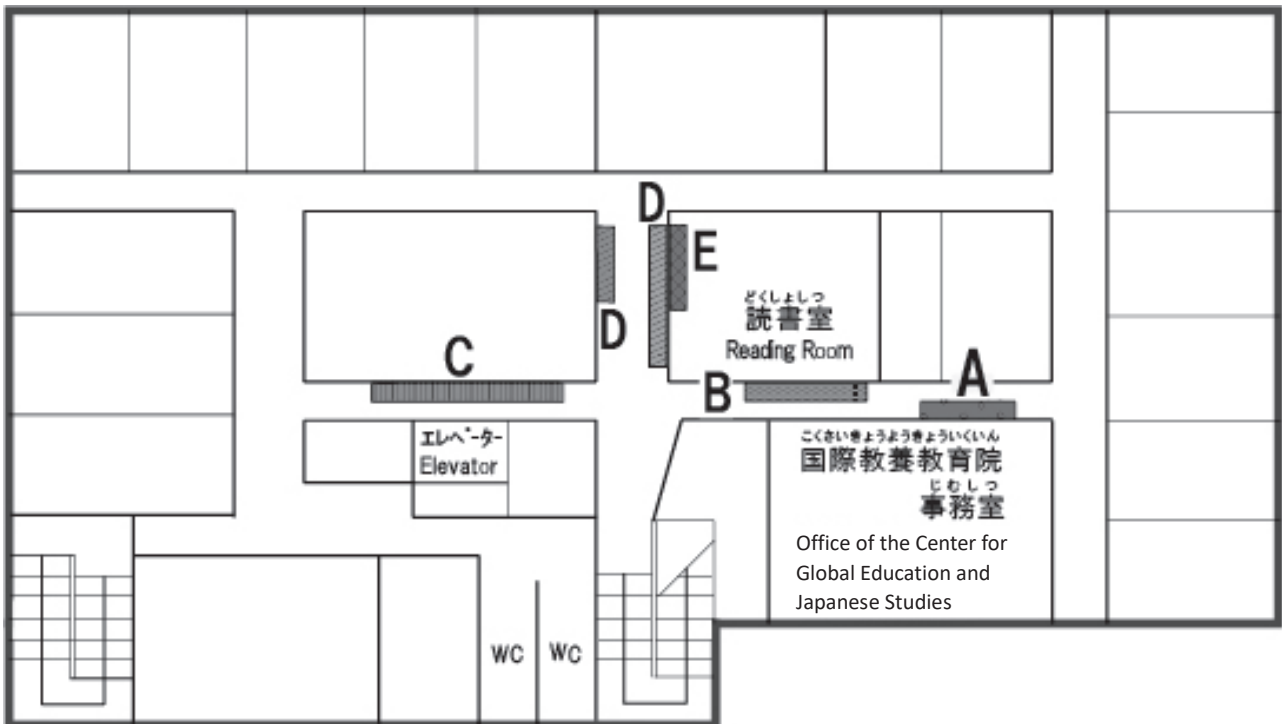 D
D
E
どくしょしつ
読書室
Reading Room
C
B
A
エレベーター
Elevator
こくさいきょうようきょういくいん
国際教養教育院
じむしつ
事務室
Office of the Center for
Global Education and
Japanese Studies
WC
WC